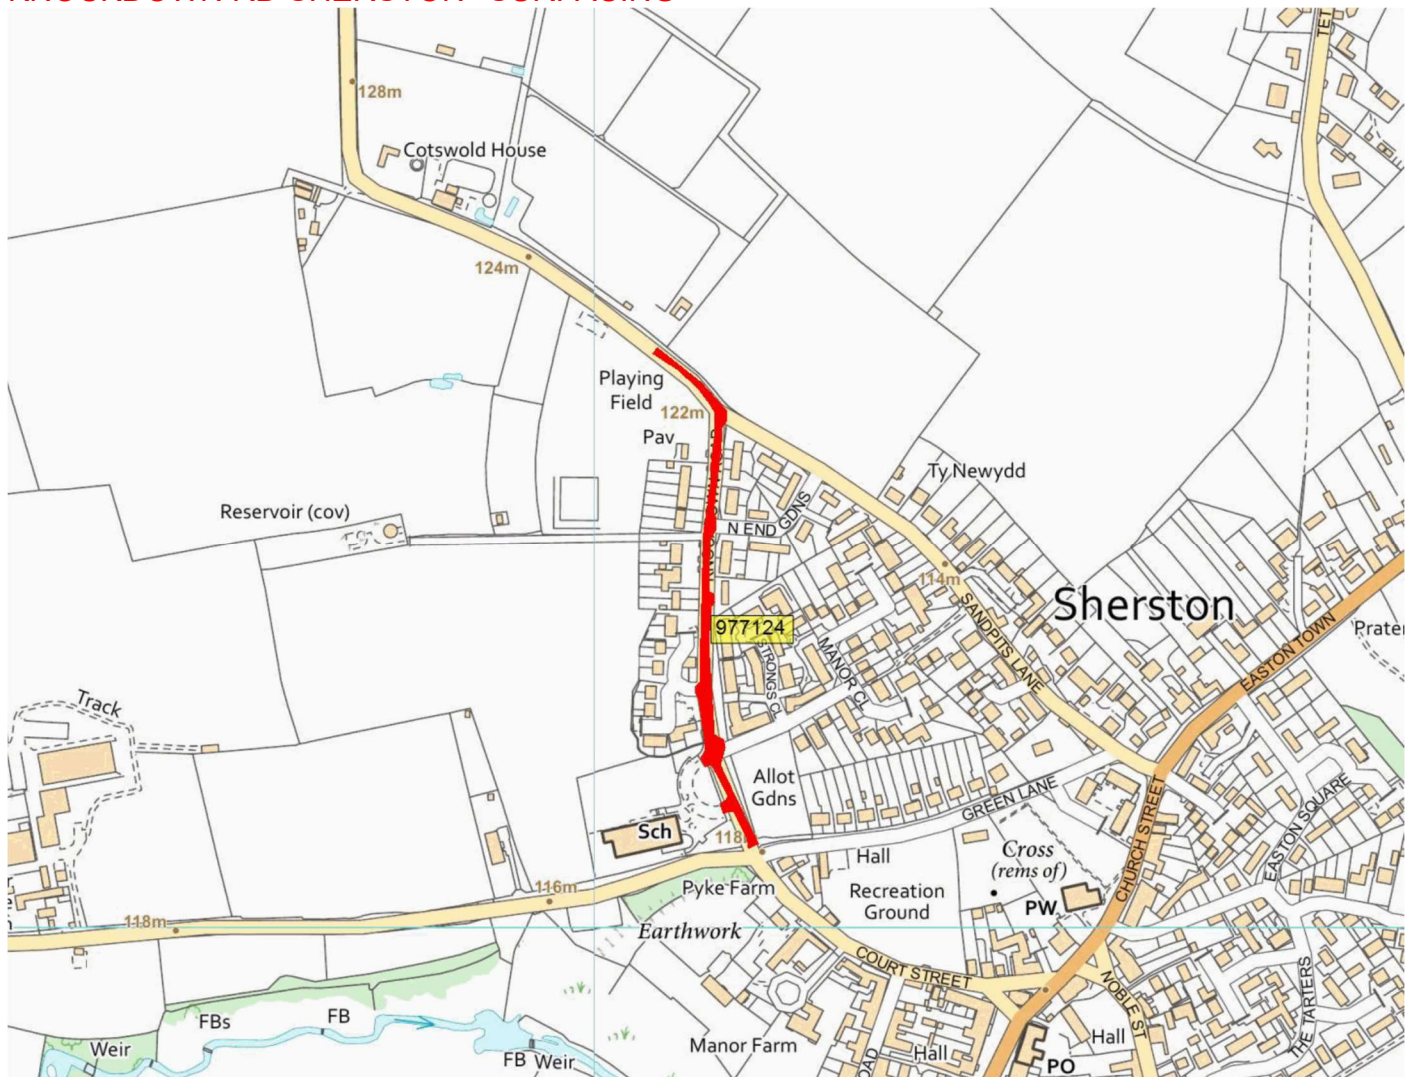 128m
Cotswold House
124m
Playing
Field
122m
Pav
Ty Newydd
Reservoir (cov)
N END GDNS
114m
Sherston
977124
SANDPITS LANE
EASTON TOWN
MANOR CL
STRONGS CL
Track
Allot
Gdns
GREEN LANE
CHURCH STREET
EASTON SQUARE
Sch
Hall
Cross
(rems of)
Pyke Farm
116m
Recreation
Ground
PW
118m
Earthwork
COURT STREET
NOBLE ST
THE TARTERS
FBs
FB
Weir
FB Weir
Manor Farm
Hall
Hall
PO